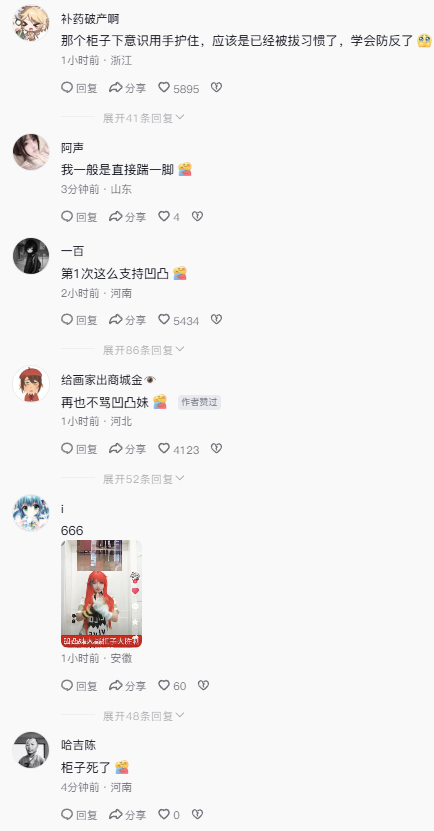 补药破产啊
那个柜子下意识用手护住，应该是已经被拔习惯了，学会防反了
1小时前 · 浙江
回复 分享 5895
展开41条回复
阿声
我一般是直接踹一脚
3分钟前 · 山东
回复 分享 4
一百
第1次这么支持凹凸
2小时前 · 河南
回复 分享 5434
展开86条回复
给画家出商城金
再也不骂凹凸妹 作者赞过
1小时前 · 河北
回复 分享 4123
展开52条回复
i
666
1小时前 · 安徽
回复 分享 60
展开48条回复
哈吉陈
柜子死了
4分钟前 · 河南
回复 分享 0